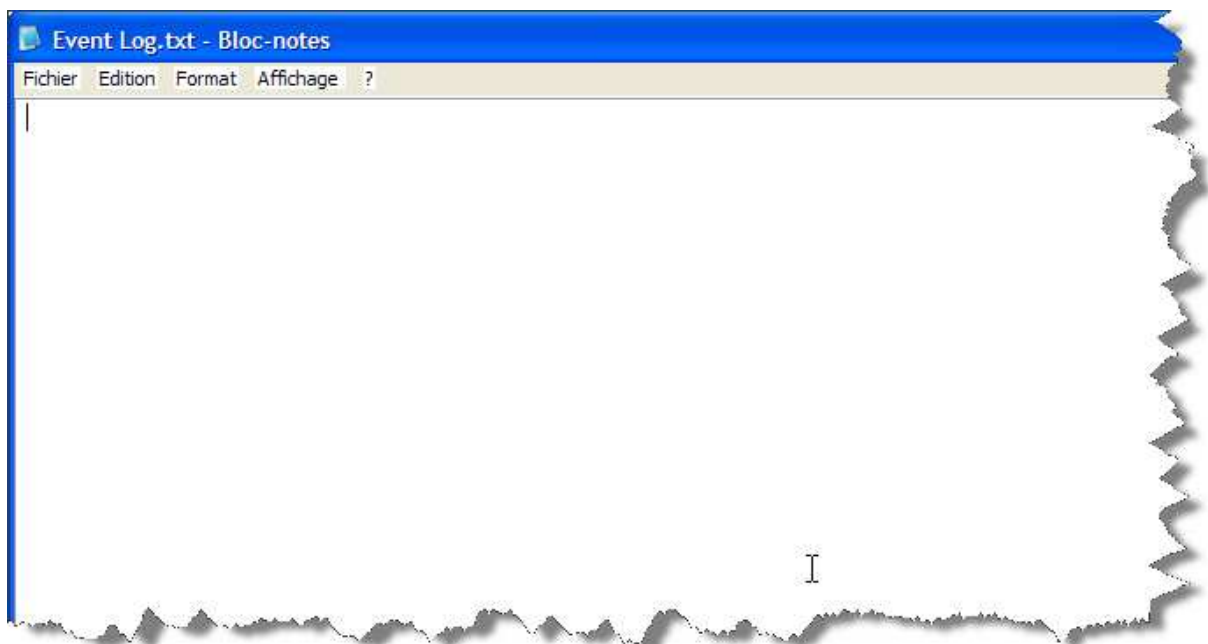 Event Log.txt - Bloc-notes
Fichier Edition Format Affichage ?